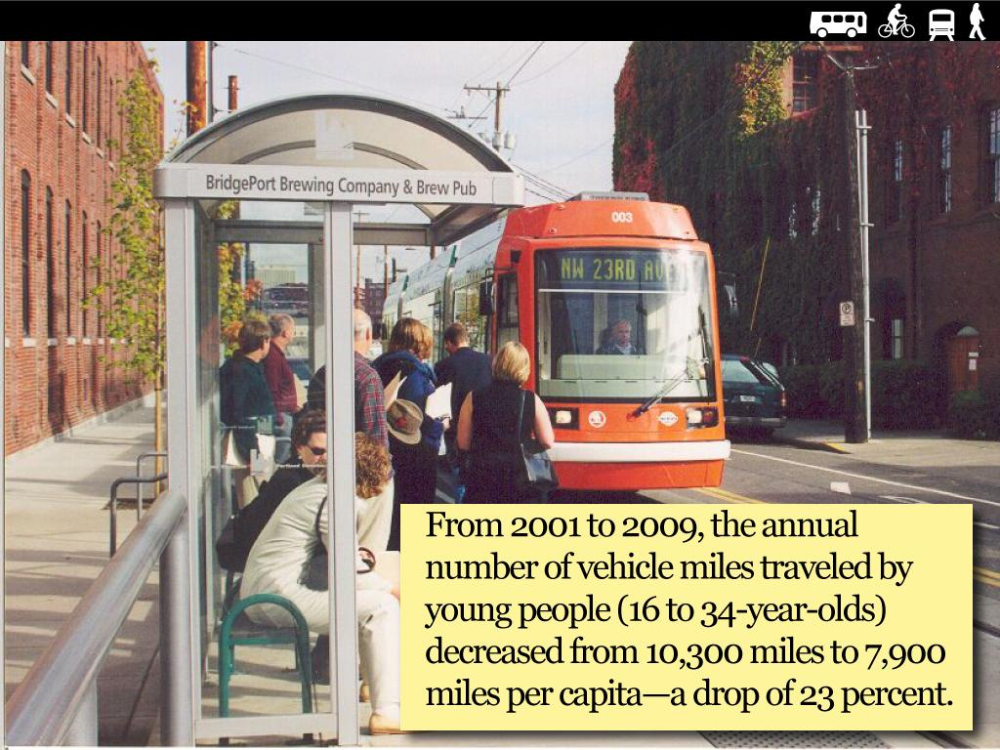 BridgePort Brewing Company & Brew Pub
003
NW 23RD AVE
From 2001 to 2009, the annual
number of vehicle miles traveled by
young people (16 to 34-year-olds)
decreased from 10,300 miles to 7,900
miles per capita—a drop of 23 percent.